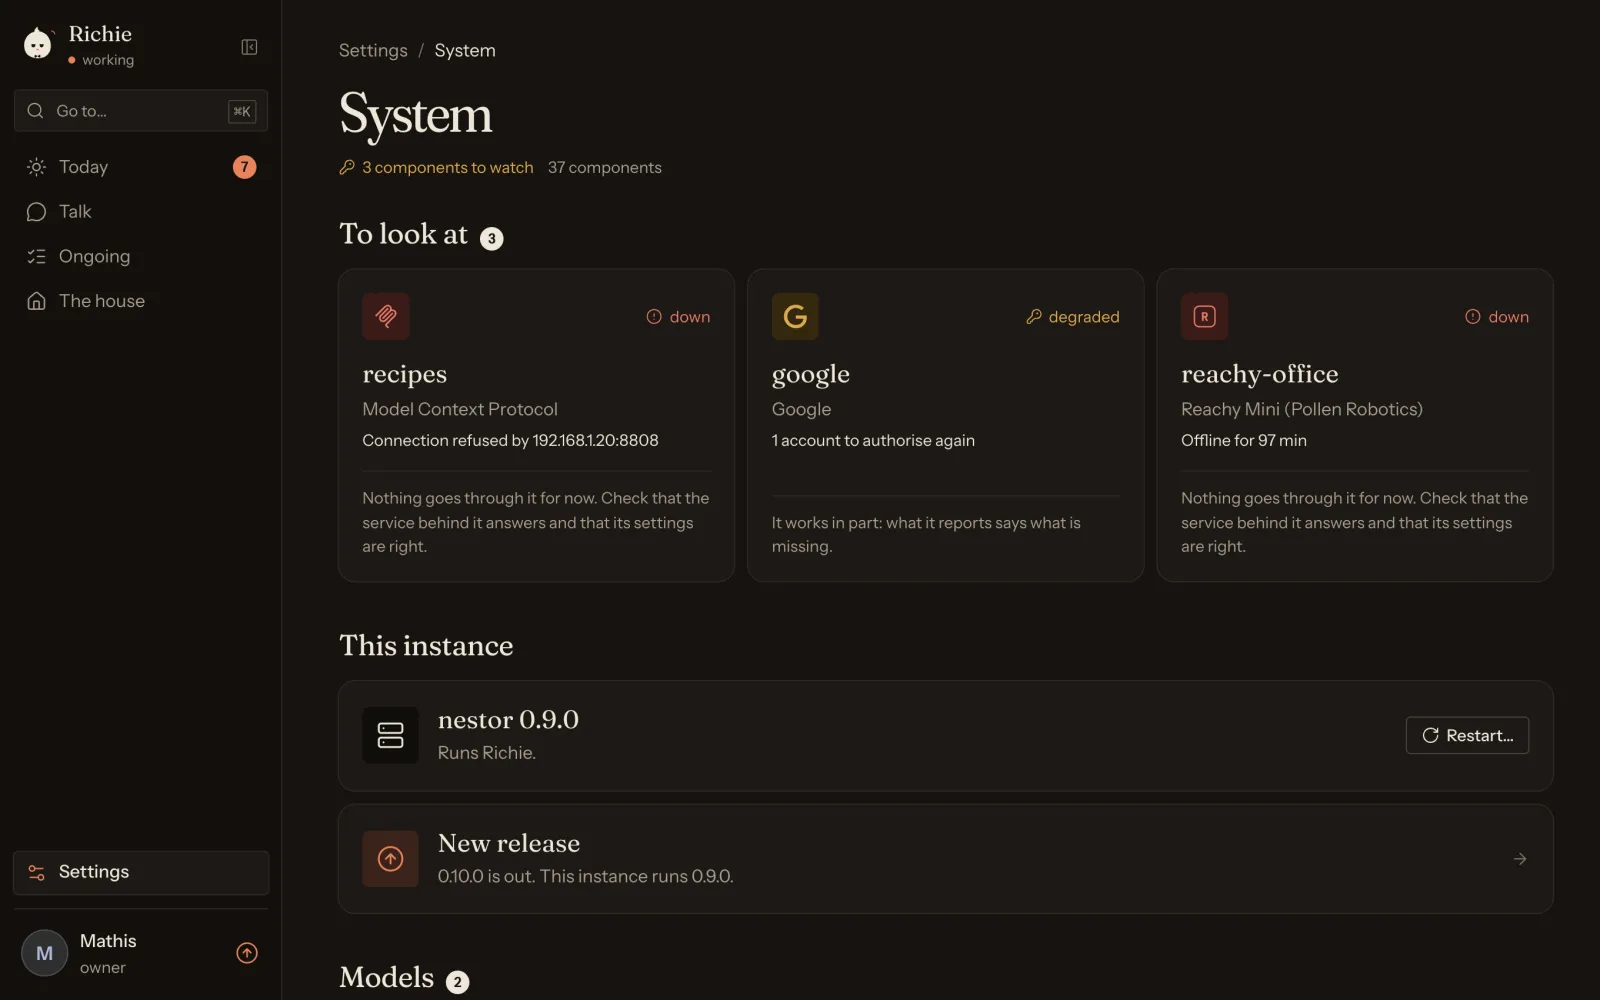 Richie
working
Go to...
⌘K
Today
7
Talk
Ongoing
The house
Settings
M
Mathis
owner
Settings / System
System
3 components to watch 37 components
To look at 3
down
recipes
Model Context Protocol
Connection refused by 192.168.1.20:8808
Nothing goes through it for now. Check that the
service behind it answers and that its settings
are right.
G
degraded
google
Google
1 account to authorise again
It works in part: what it reports says what is
missing.
R
down
reachy-office
Reachy Mini (Pollen Robotics)
Offline for 97 min
Nothing goes through it for now. Check that the
service behind it answers and that its settings
are right.
This instance
nestor 0.9.0
Runs Richie.
Restart...
New release
0.10.0 is out. This instance runs 0.9.0.
Models 2